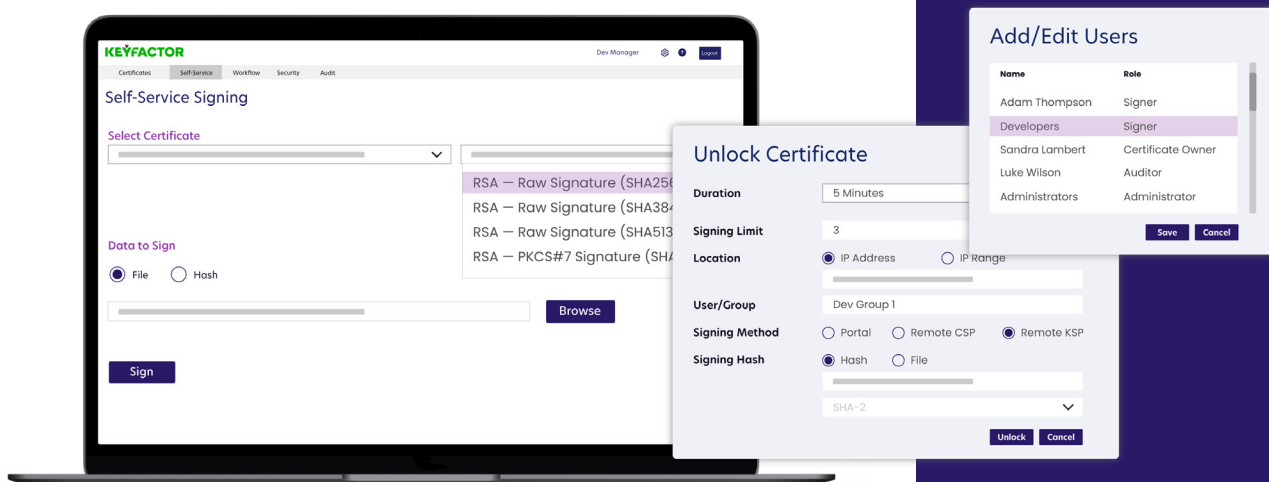 KEYFACTOR
Dev Manager
?
Logout
Certificates Self-Service Workflow Security Audit
Self-Service Signing
Select Certificate
RSA — Raw Signature (SHA256
RSA — Raw Signature (SHA384
RSA — Raw Signature (SHA513
RSA — PKCS#7 Signature (SHA
Data to Sign
File Hash
Browse
Sign
Unlock Certificate
Duration 5 Minutes
Signing Limit 3
Location IP Address IP Range
User/Group Dev Group 1
Signing Method Portal Remote CSP Remote KSP
Signing Hash Hash File
SHA-2
Unlock Cancel
Add/Edit Users
Name Role
Adam Thompson Signer
Developers Signer
Sandra Lambert Certificate Owner
Luke Wilson Auditor
Administrators Administrator
Save Cancel